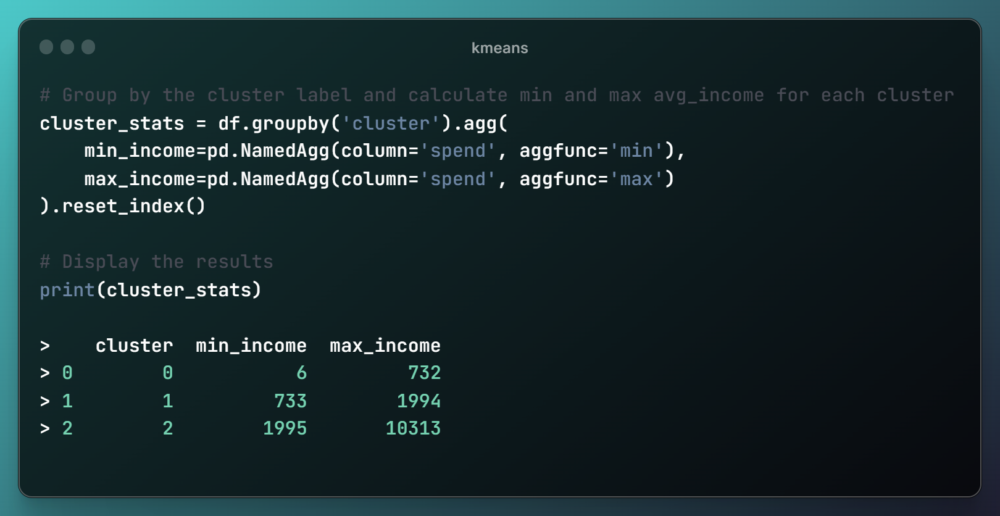 kmeans
# Group by the cluster label and calculate min and max avg_income for each cluster
cluster_stats = df.groupby('cluster').agg(
    min_income=pd.NamedAgg(column='spend', aggfunc='min'),
    max_income=pd.NamedAgg(column='spend', aggfunc='max')
).reset_index()
# Display the results
print(cluster_stats)
>    cluster  min_income  max_income
> 0        0           6         732
> 1        1         733        1994
> 2        2        1995       10313